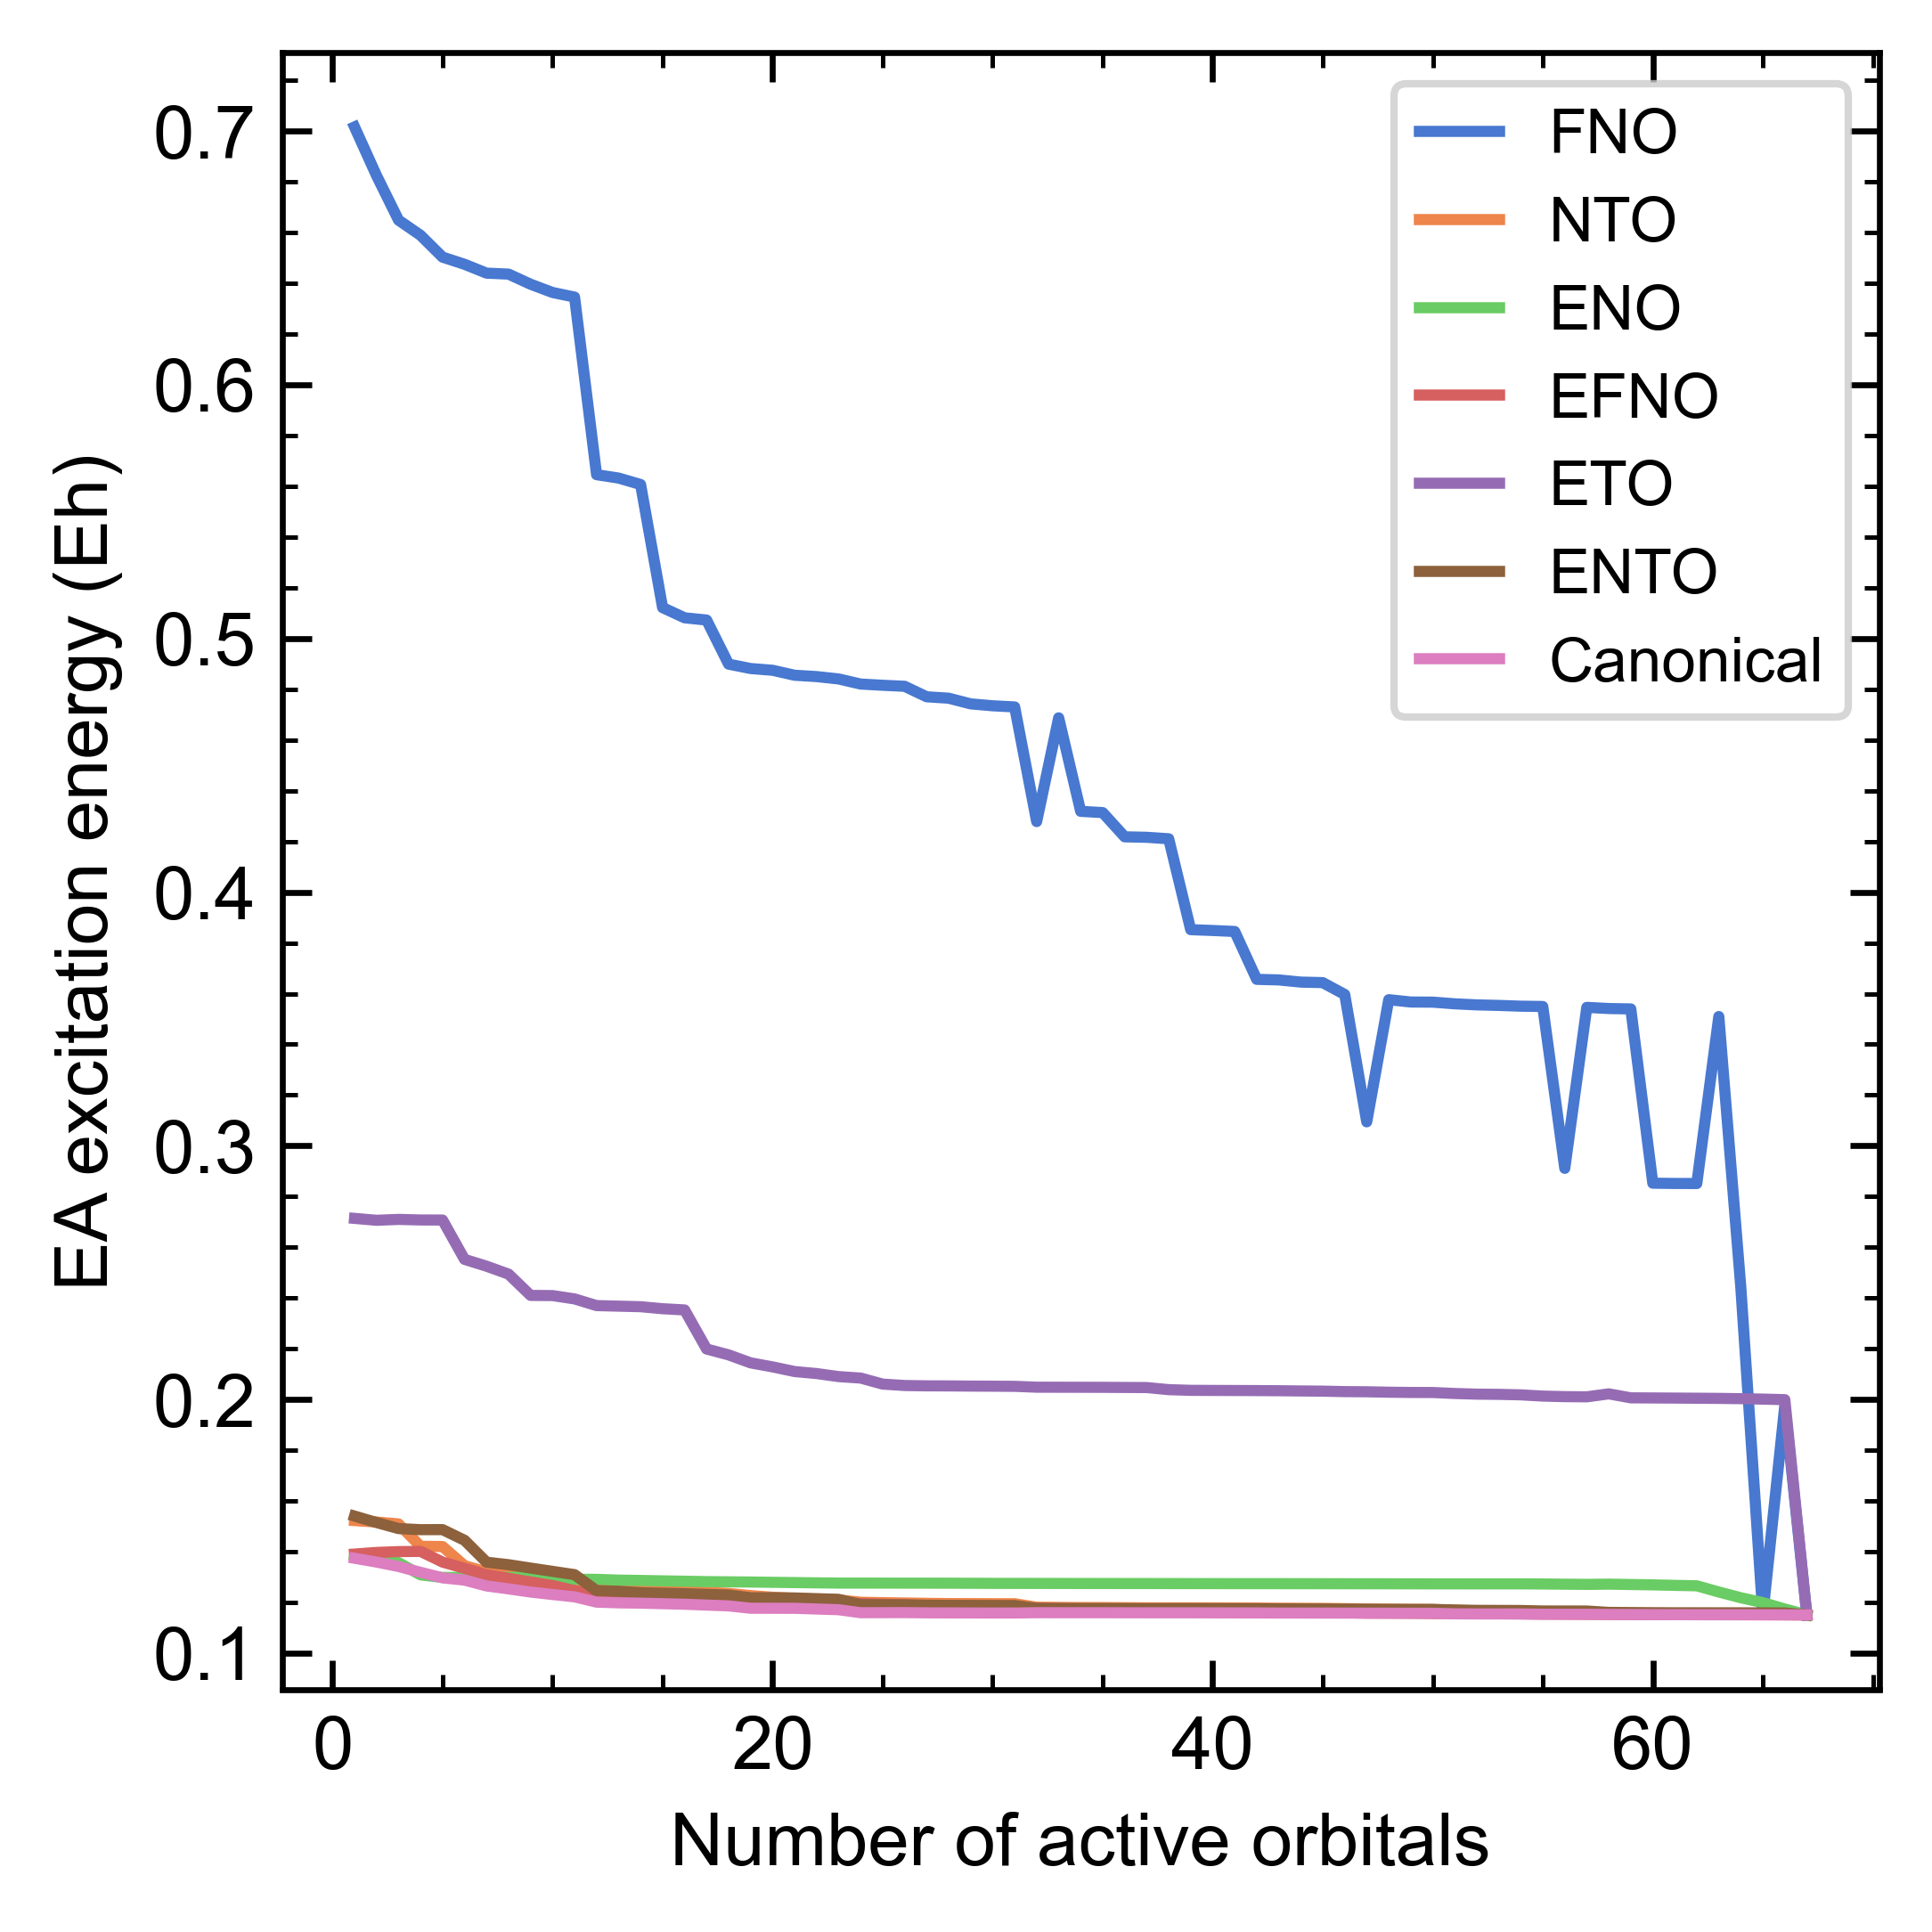 EA excitation energy (Eh)
0.7
0.6
0.5
0.4
0.3
0.2
0.1
FNO
NTO
ENO
EFNO
ETO
ENTO
Canonical
0 20 40 60
Number of active orbitals